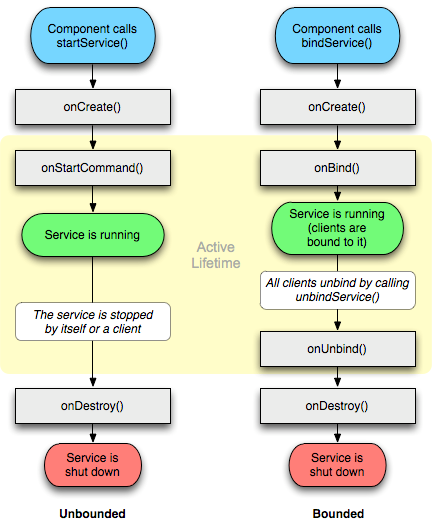 Component calls
startService()
onCreate()
onStartCommand()
Service is running
The service is stopped
by itself or a client
onDestroy()
Service is
shut down
Unbounded
Active
Lifetime
Component calls
bindService()
onCreate()
onBind()
Service is running
(clients are
bound to it)
All clients unbind by calling
unbindService()
onUnbind()
onDestroy()
Service is
shut down
Bounded